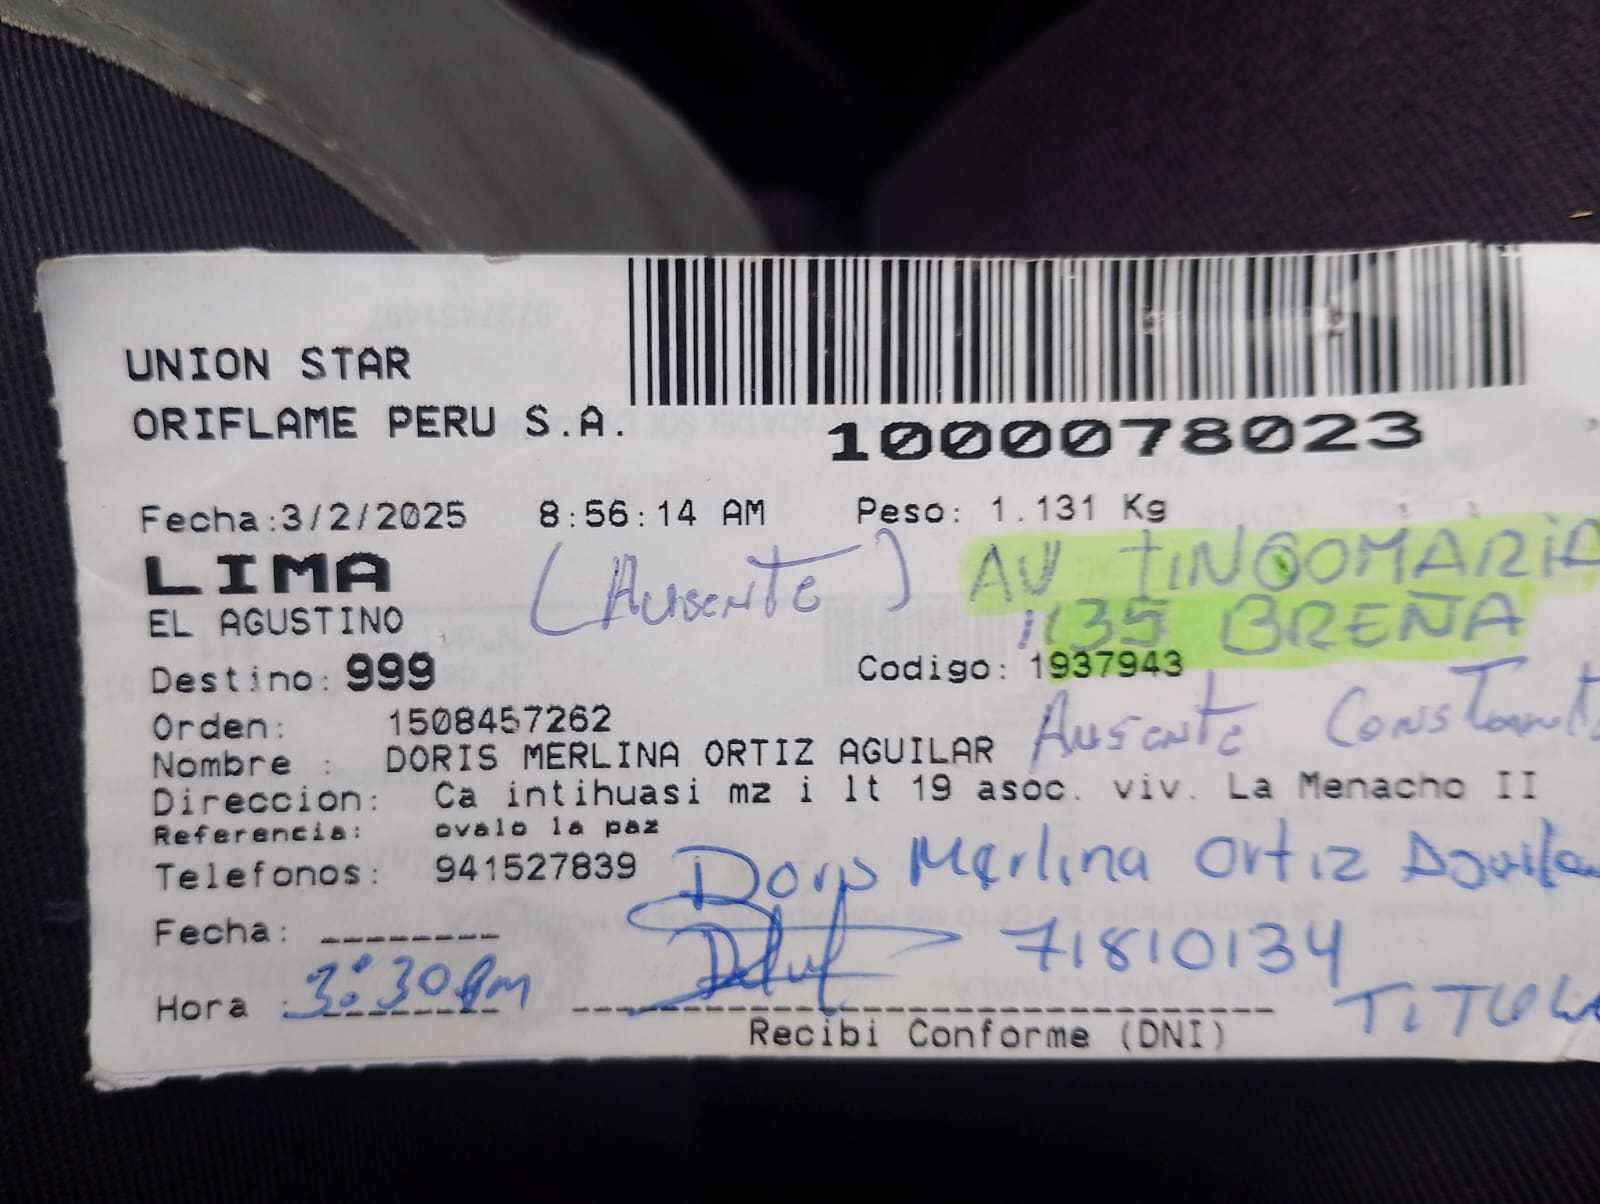 UNION STAR
ORIFLAME PERU S.A.
1000078023
Fecha:3/2/2025 8:56:14 AM Peso: 1.131 Kg
LIMA (Ausente) AV TINGOMARIA
EL AGUSTINO 1135 BREÑA
Destino: 999 Codigo: 1937943
Orden: 1508457262 Ausente
Nombre : DORIS MERLINA ORTIZ AGUILAR
Direccion: Ca intihuasi mz i lt 19 asoc. viv. La Menacho II
Referencia: ovalo la paz
Telefonos: 941527839 Doris Merlina Ortiz Aguilar
Fecha: 71810134
Hora : 3:30 pm
Recibi Conforme (DNI)